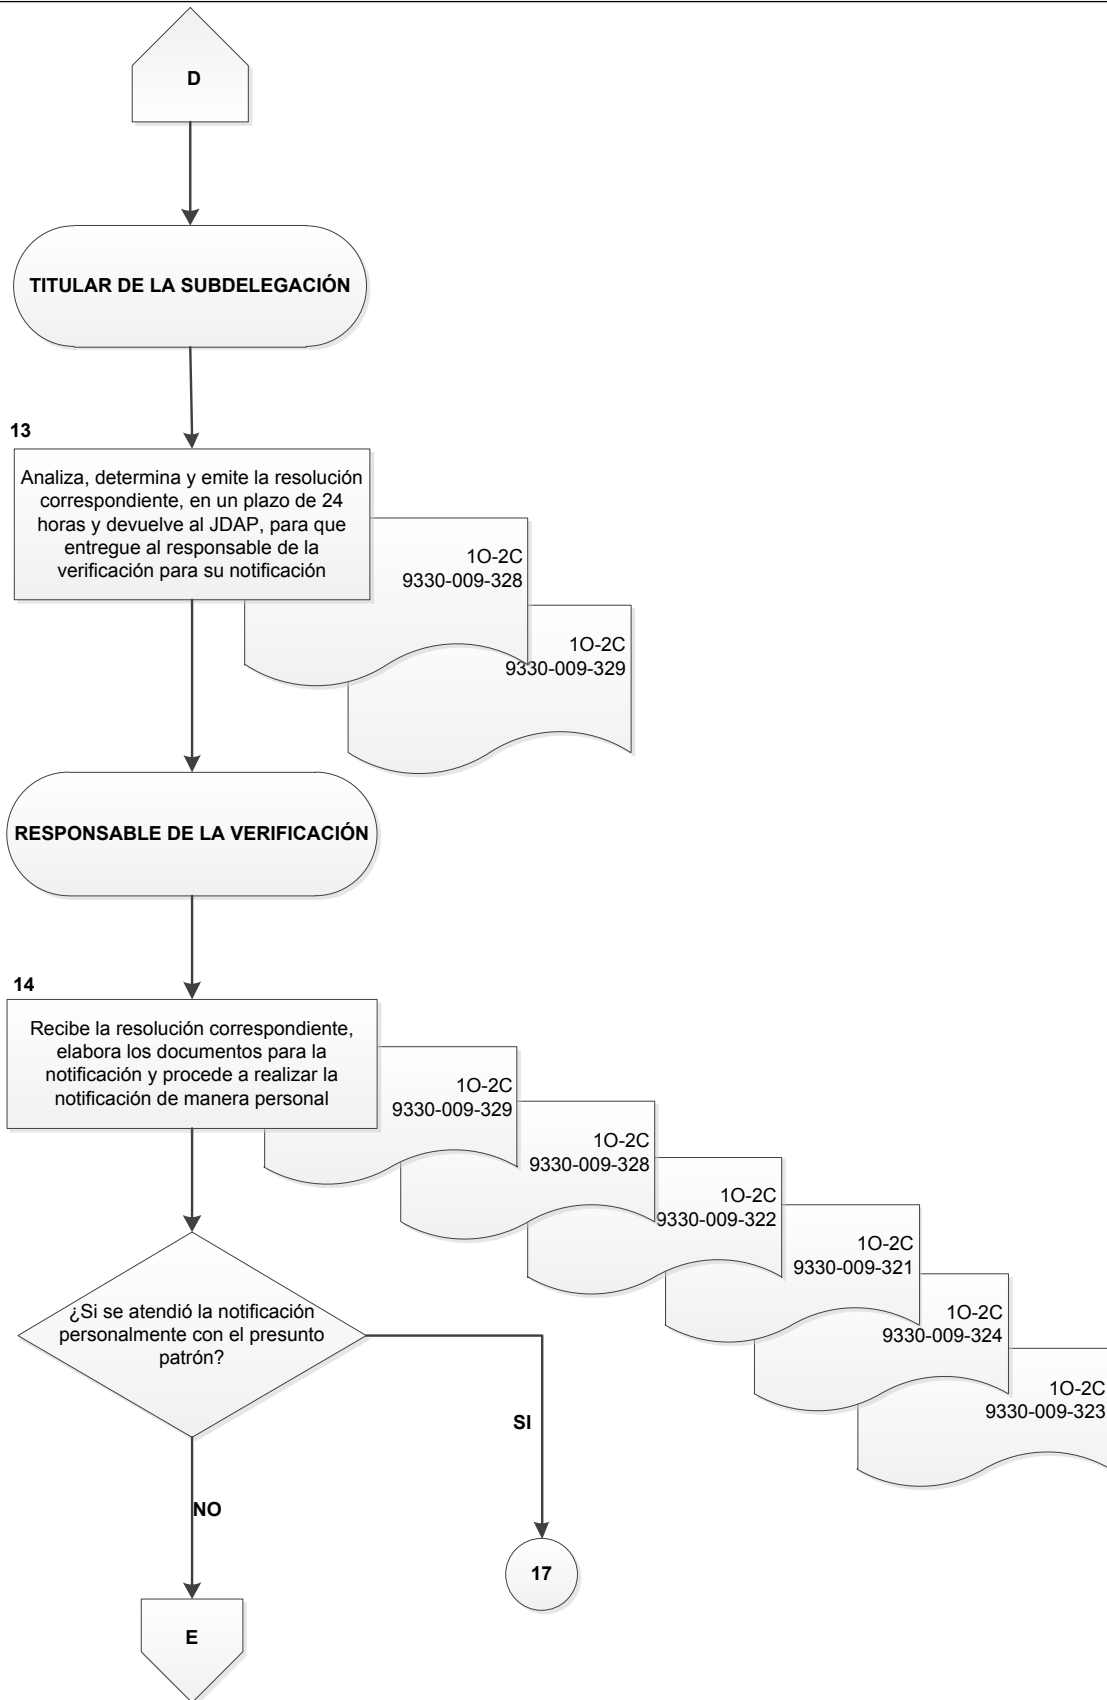 D
TITULAR DE LA SUBDELEGACIÓN
13
Analiza, determina y emite la resolución
correspondiente, en un plazo de 24
horas y devuelve al JDAP, para que
entregue al responsable de la
verificación para su notificación
1O-2C
9330-009-328
1O-2C
9330-009-329
RESPONSABLE DE LA VERIFICACIÓN
14
Recibe la resolución correspondiente,
elabora los documentos para la
notificación y procede a realizar la
notificación de manera personal
1O-2C
9330-009-329
1O-2C
9330-009-328
1O-2C
9330-009-322
1O-2C
9330-009-321
1O-2C
9330-009-324
1O-2C
9330-009-323
¿Si se atendió la notificación
personalmente con el presunto
patrón?
SI
NO
17
E